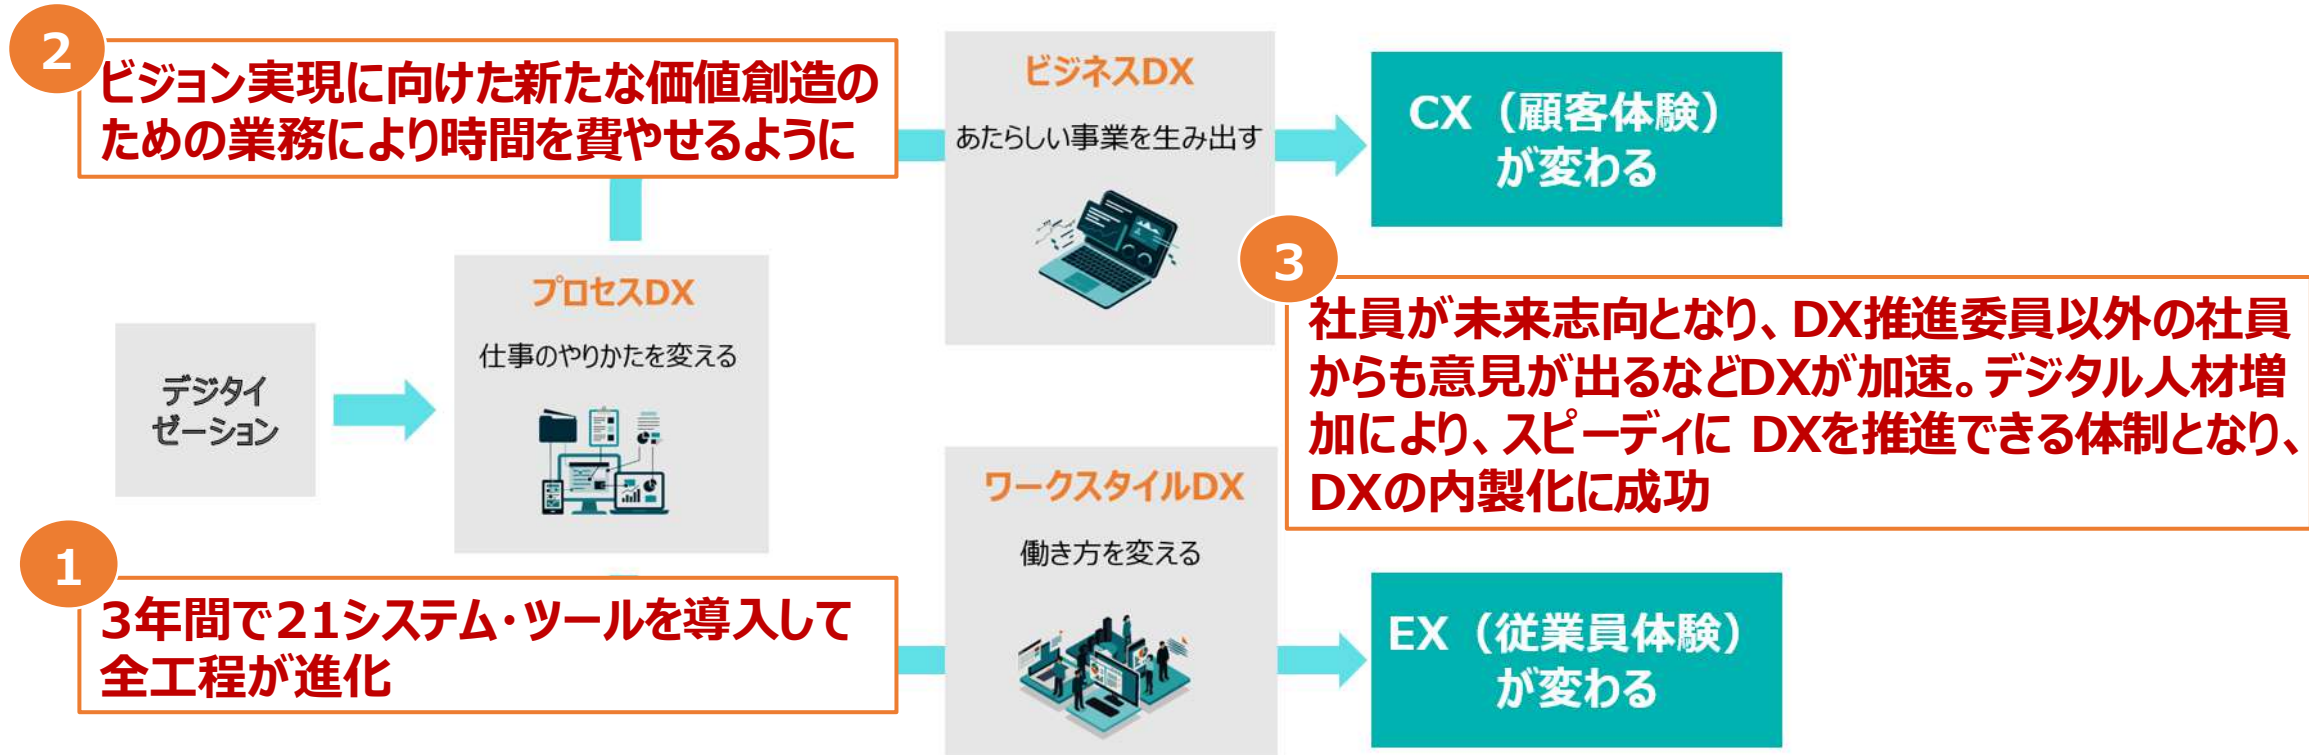 2
ビジョン実現に向けた新たな価値創造の
ための業務により時間を費やせるように
ビジネスDX
あたらしい事業を生み出す
CX（顧客体験）
が変わる
デジタイ
ゼーション
プロセスDX
仕事のやりかたを変える
3
社員が未来志向となり、DX推進委員以外の社員
からも意見が出るなどDXが加速。デジタル人材増
加により、スピーディに DXを推進できる体制となり、
DXの内製化に成功
1
3年間で21システム・ツールを導入して
全工程が進化
ワークスタイルDX
働き方を変える
EX（従業員体験）
が変わる